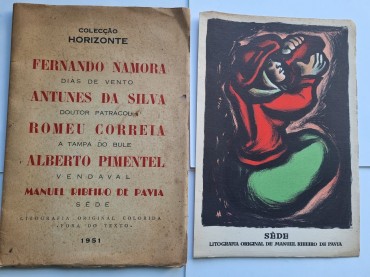 COLECÇÃO
HORIZONTE
FERNANDO NAMORA
DIAS DE VENTO
ANTUNES DA SILVA
DOUTOR PATRACOLA
ROMEU CORREIA
A TAMPA DO BULE
ALBERTO PIMENTEL
VENDAVAL
MANUEL RIBEIRO DE PAVIA
SÊDE
LITOGRAFIA ORIGINAL COLORIDA
«FORA DO TEXTO»
1951
SÊDE
LITOGRAFIA ORIGINAL DE MANUEL RIBEIRO DE PAVIA